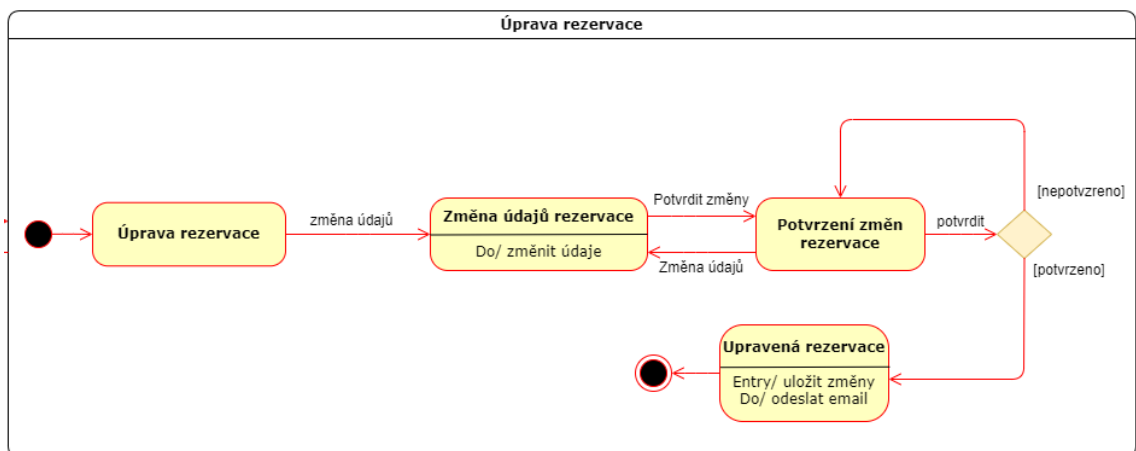 Úprava rezervace
[nepotvzreno]
Potvrdit změny
změna údajů
Změna údajů rezervace
Potvrzení změn
rezervace
potvrdit
Úprava rezervace
Do/ změnit údaje
Změna údajů
[potvrzeno]
Upravená rezervace
Entry/ uložit změny
Do/ odeslat email